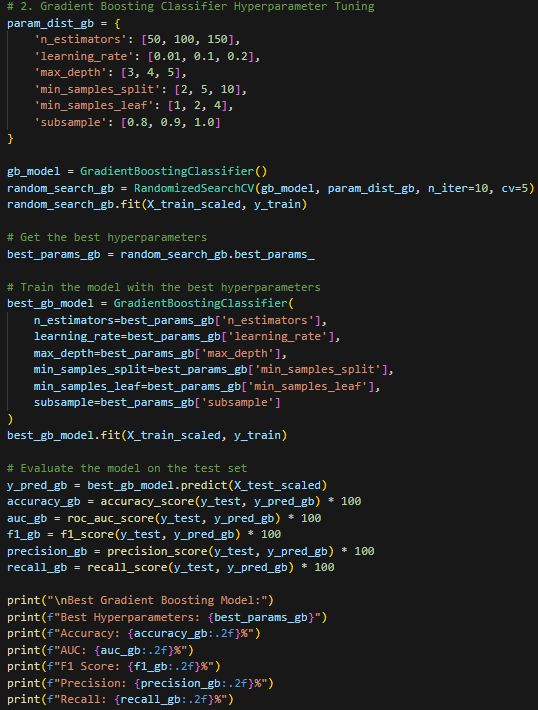 # 2. Gradient Boosting Classifier Hyperparameter Tuning
param_dist_gb = {
    'n_estimators': [50, 100, 150],
    'learning_rate': [0.01, 0.1, 0.2],
    'max_depth': [3, 4, 5],
    'min_samples_split': [2, 5, 10],
    'min_samples_leaf': [1, 2, 4],
    'subsample': [0.8, 0.9, 1.0]
}

gb_model = GradientBoostingClassifier()
random_search_gb = RandomizedSearchCV(gb_model, param_dist_gb, n_iter=10, cv=5)
random_search_gb.fit(X_train_scaled, y_train)

# Get the best hyperparameters
best_params_gb = random_search_gb.best_params_

# Train the model with the best hyperparameters
best_gb_model = GradientBoostingClassifier(
    n_estimators=best_params_gb['n_estimators'],
    learning_rate=best_params_gb['learning_rate'],
    max_depth=best_params_gb['max_depth'],
    min_samples_split=best_params_gb['min_samples_split'],
    min_samples_leaf=best_params_gb['min_samples_leaf'],
    subsample=best_params_gb['subsample']
)
best_gb_model.fit(X_train_scaled, y_train)

# Evaluate the model on the test set
y_pred_gb = best_gb_model.predict(X_test_scaled)
accuracy_gb = accuracy_score(y_test, y_pred_gb) * 100
auc_gb = roc_auc_score(y_test, y_pred_gb) * 100
f1_gb = f1_score(y_test, y_pred_gb) * 100
precision_gb = precision_score(y_test, y_pred_gb) * 100
recall_gb = recall_score(y_test, y_pred_gb) * 100

print("\nBest Gradient Boosting Model:")
print(f"Best Hyperparameters: {best_params_gb}")
print(f"Accuracy: {accuracy_gb:.2f}%")
print(f"AUC: {auc_gb:.2f}%")
print(f"F1 Score: {f1_gb:.2f}%")
print(f"Precision: {precision_gb:.2f}%")
print(f"Recall: {recall_gb:.2f}%")